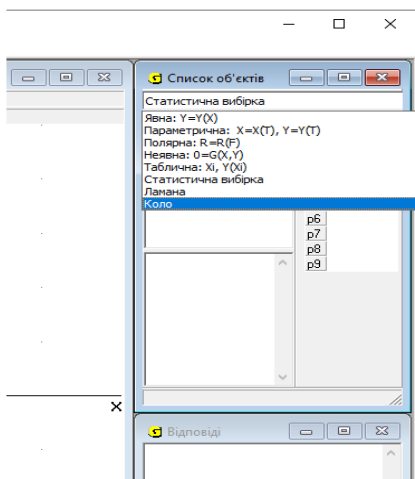 Список об'єктів
Статистична вибірка
Явна: Y=Y(X)
Параметрична: X=X(T), Y=Y(T)
Полярна: R=R(F)
Неявна: 0=G(X,Y)
Таблична: Xi, Y(Xi)
Статистична вибірка
Ламана
Коло
p6
p7
p8
p9
Відповіді